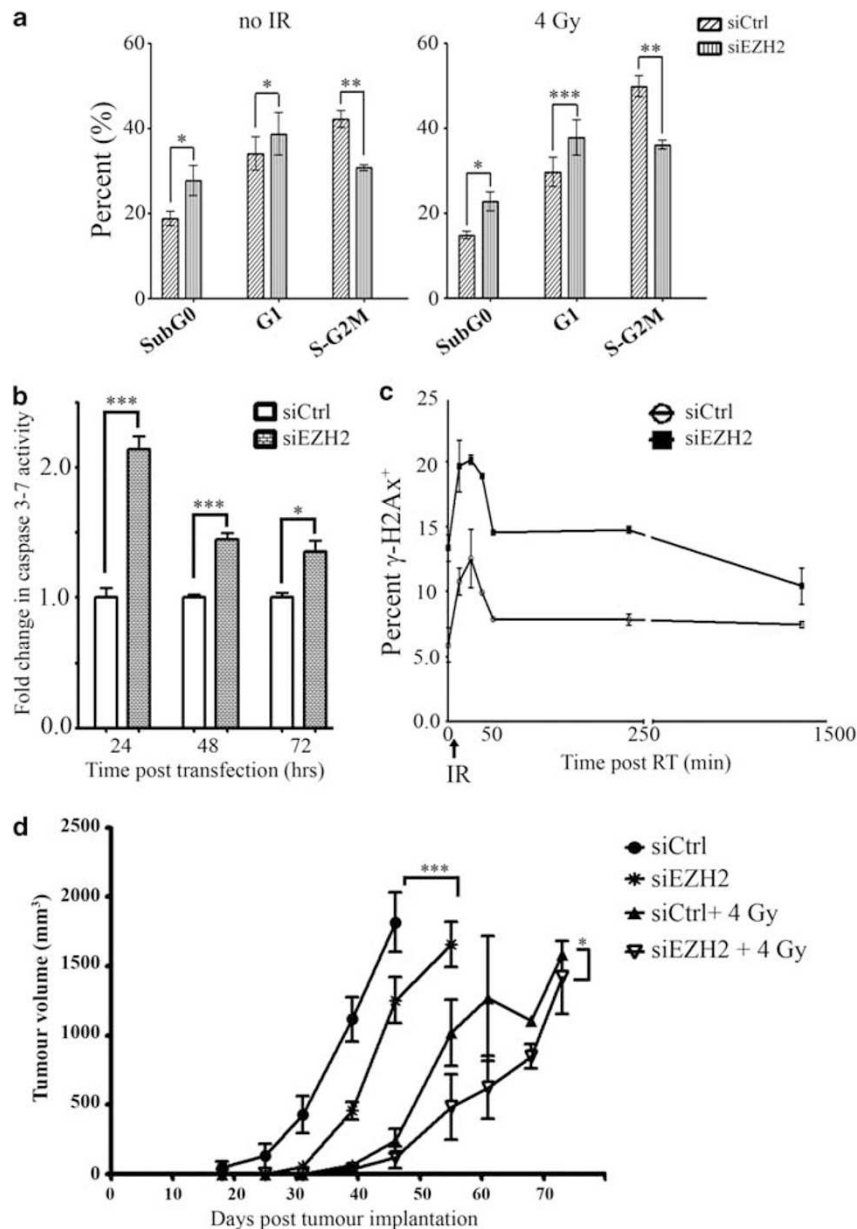 a
no IR
4 Gy
siCtrl
siEZH2
Percent (%)
60
40
20
0
60
40
20
0
*
*
**
*
***
**
SubG0
G1
S-G2M
SubG0
G1
S-G2M
b
siCtrl
siEZH2
Fold change in caspase 3-7 activity
2.0
1.0
0.0
***
***
*
24
48
72
Time post transfection (hrs)
c
siCtrl
siEZH2
Percent γ-H2Ax+
25
20
15
10
5.0
0.0
0
50
250
1500
IR
Time post RT (min)
d
siCtrl
siEZH2
siCtrl+ 4 Gy
siEZH2 + 4 Gy
Tumour volume (mm³)
2500
2000
1500
1000
500
0
***
*
0
10
20
30
40
50
60
70
Days post tumour implantation